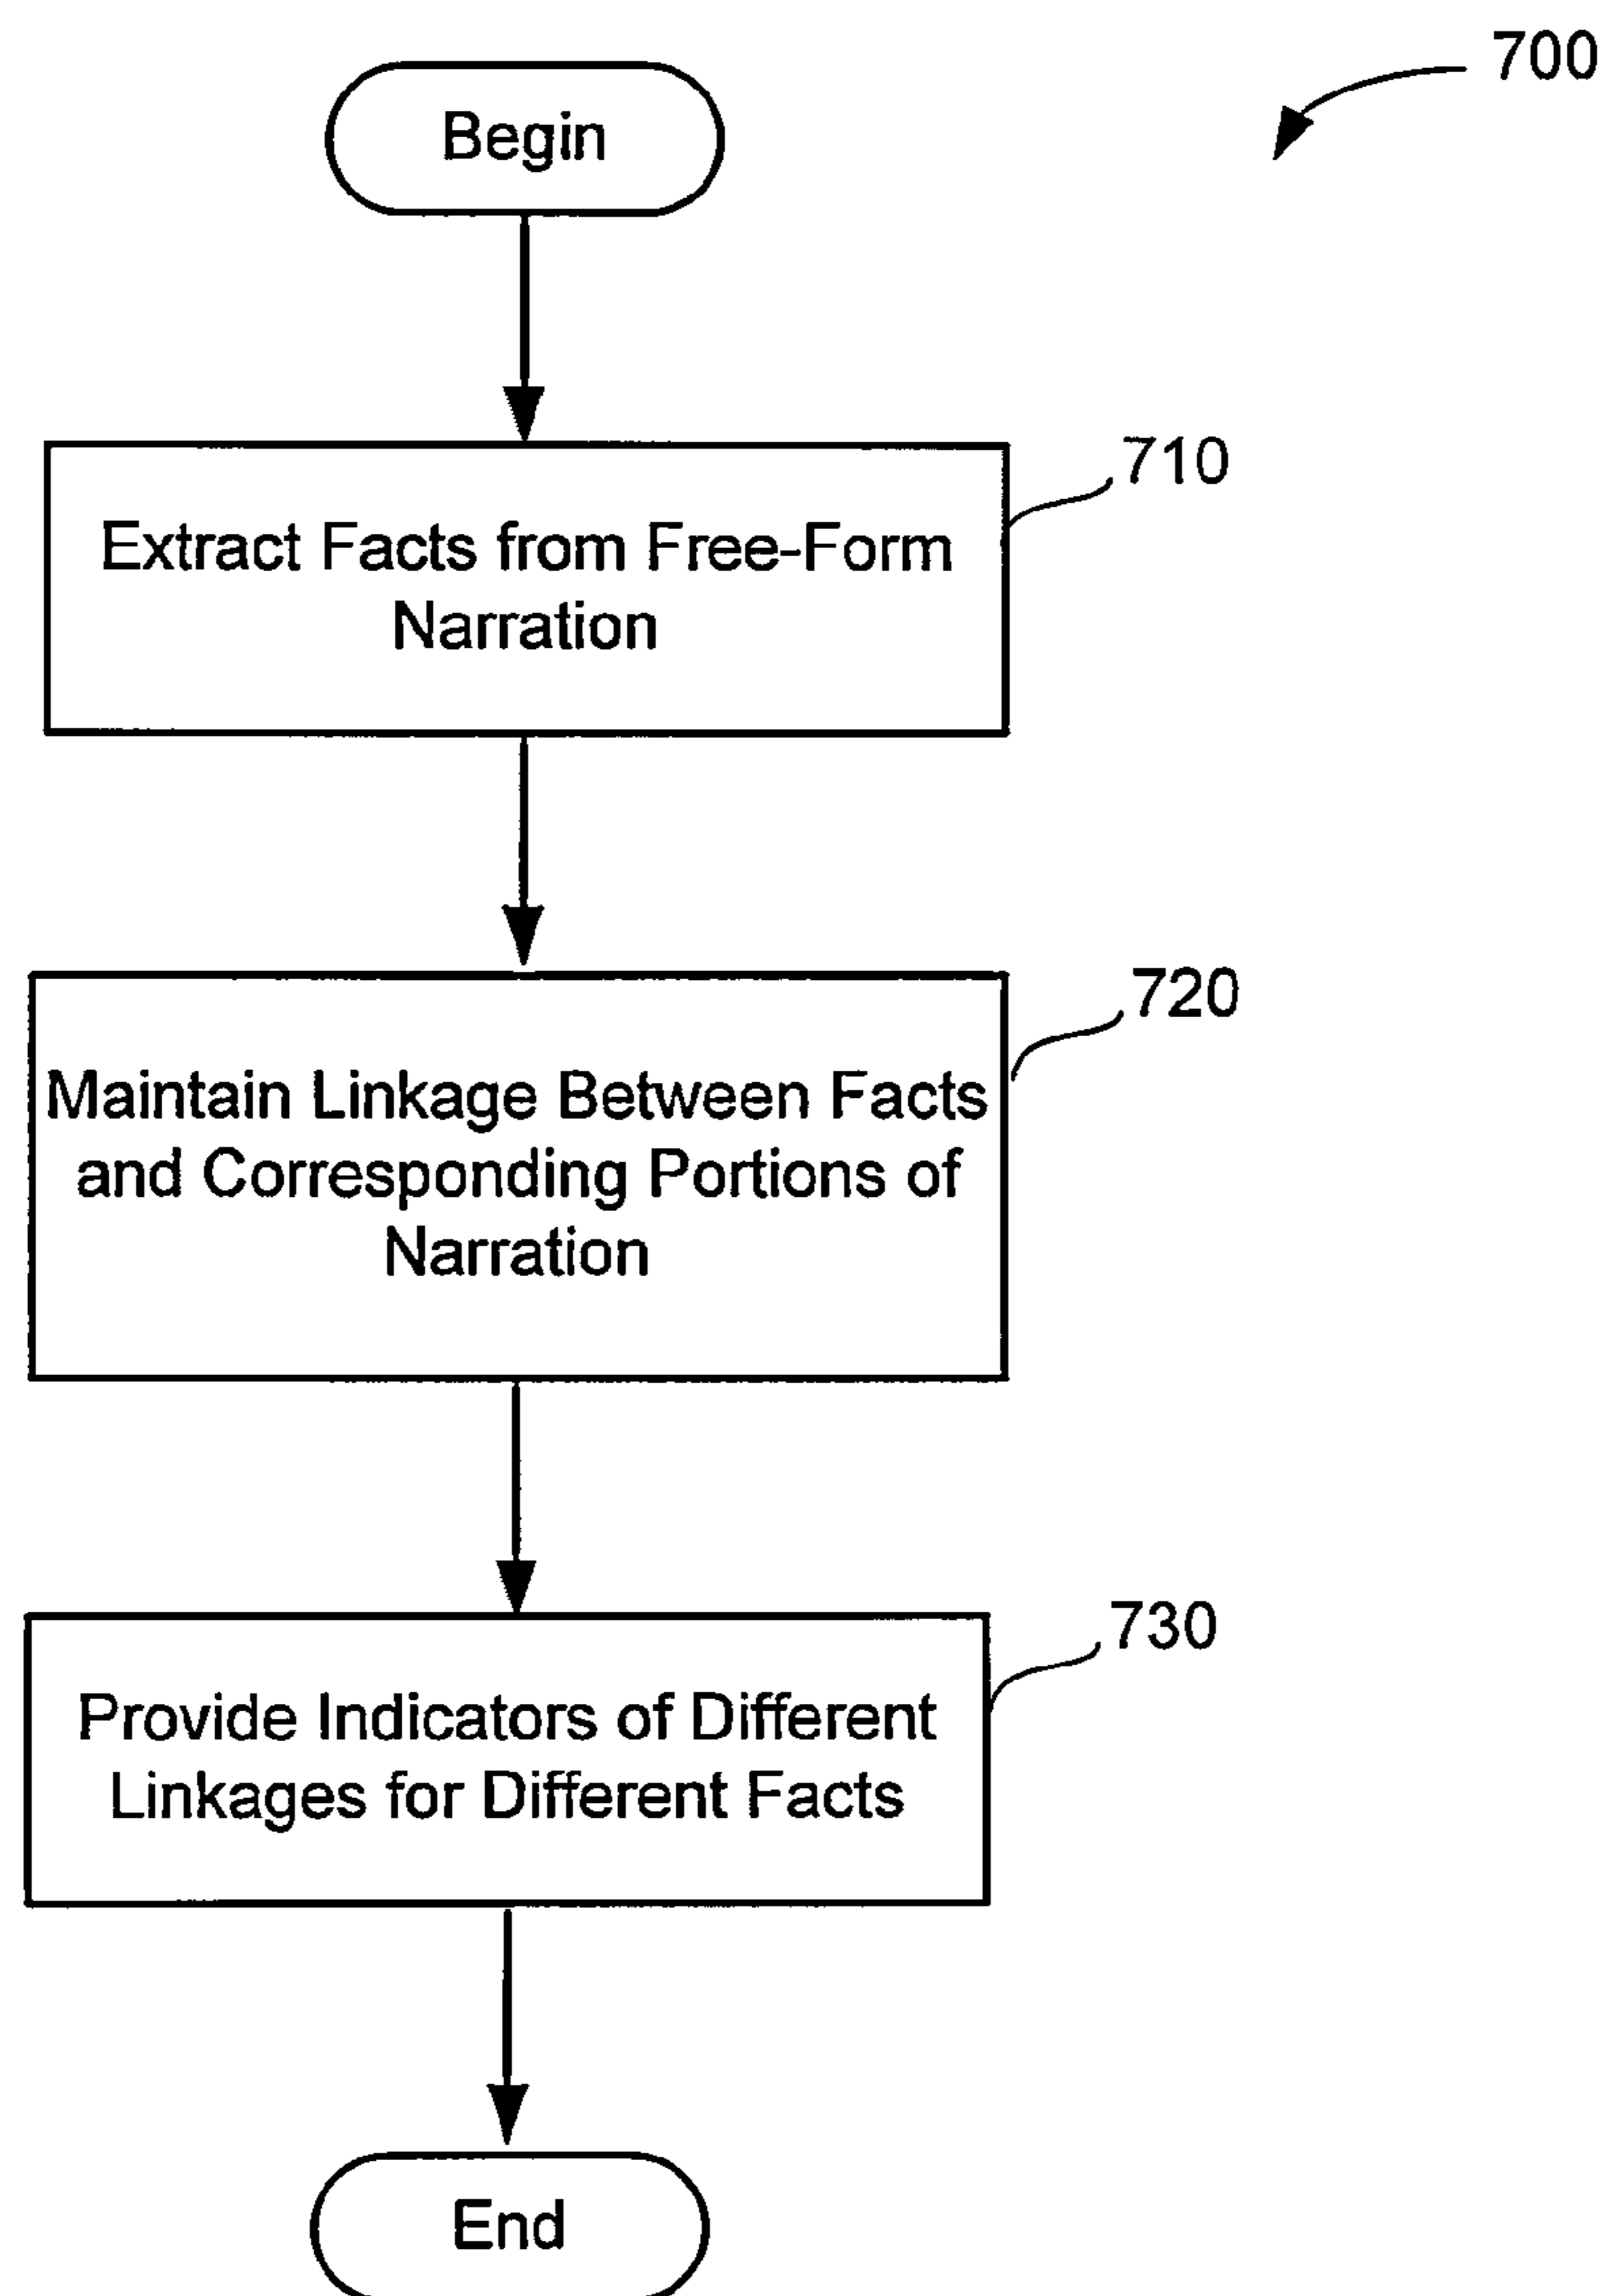 700
Begin
710
Extract Facts from Free-Form
Narration
720
Maintain Linkage Between Facts
and Corresponding Portions of
Narration
730
Provide Indicators of Different
Linkages for Different Facts
End